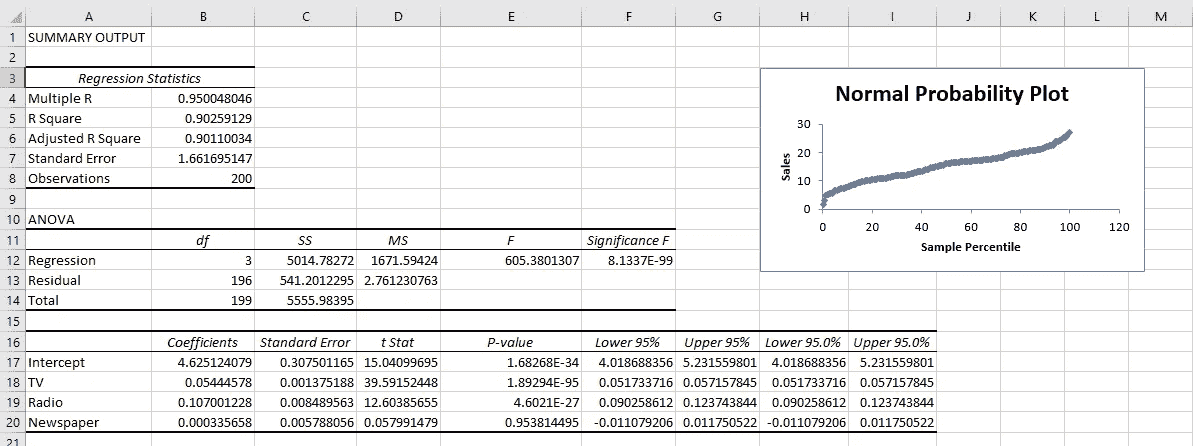 A B C D E F G H I J K L M
1 SUMMARY OUTPUT
2
3 Regression Statistics
4 Multiple R 0.950048046
5 R Square 0.90259129
6 Adjusted R Square 0.90110034
7 Standard Error 1.661695147
8 Observations 200
9
10 ANOVA
11 df SS MS F Significance F
12 Regression 3 5014.78272 1671.59424 605.3801307 8.1337E-99
13 Residual 196 541.2012295 2.761230763
14 Total 199 5555.98395
15
16 Coefficients Standard Error t Stat P-value Lower 95% Upper 95% Lower 95.0% Upper 95.0%
17 Intercept 4.625124079 0.307501165 15.04099695 1.68268E-34 4.018688356 5.231559801 4.018688356 5.231559801
18 TV 0.05444578 0.001375188 39.59152448 1.89294E-95 0.051733716 0.057157845 0.051733716 0.057157845
19 Radio 0.107001228 0.008489563 12.60385655 4.6021E-27 0.090258612 0.123743844 0.090258612 0.123743844
20 Newspaper 0.000335658 0.005788056 0.057991479 0.953814495 -0.011079206 0.011750522 -0.011079206 0.011750522
21
Normal Probability Plot
Sales
30
20
10
0
0 20 40 60 80 100 120
Sample Percentile